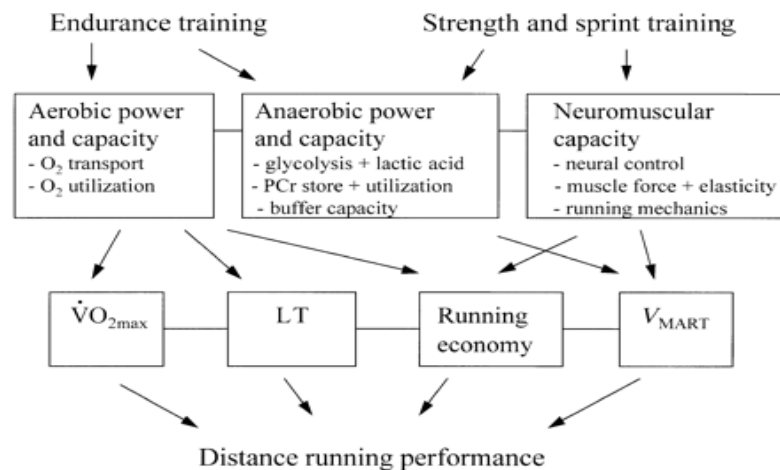 Endurance training
Strength and sprint training
Aerobic power
and capacity
- O₂ transport
- O₂ utilization
Anaerobic power
and capacity
- glycolysis + lactic acid
- PCr store + utilization
- buffer capacity
Neuromuscular
capacity
- neural control
- muscle force + elasticity
- running mechanics
V̇O₂max
LT
Running
economy
V_MART
Distance running performance